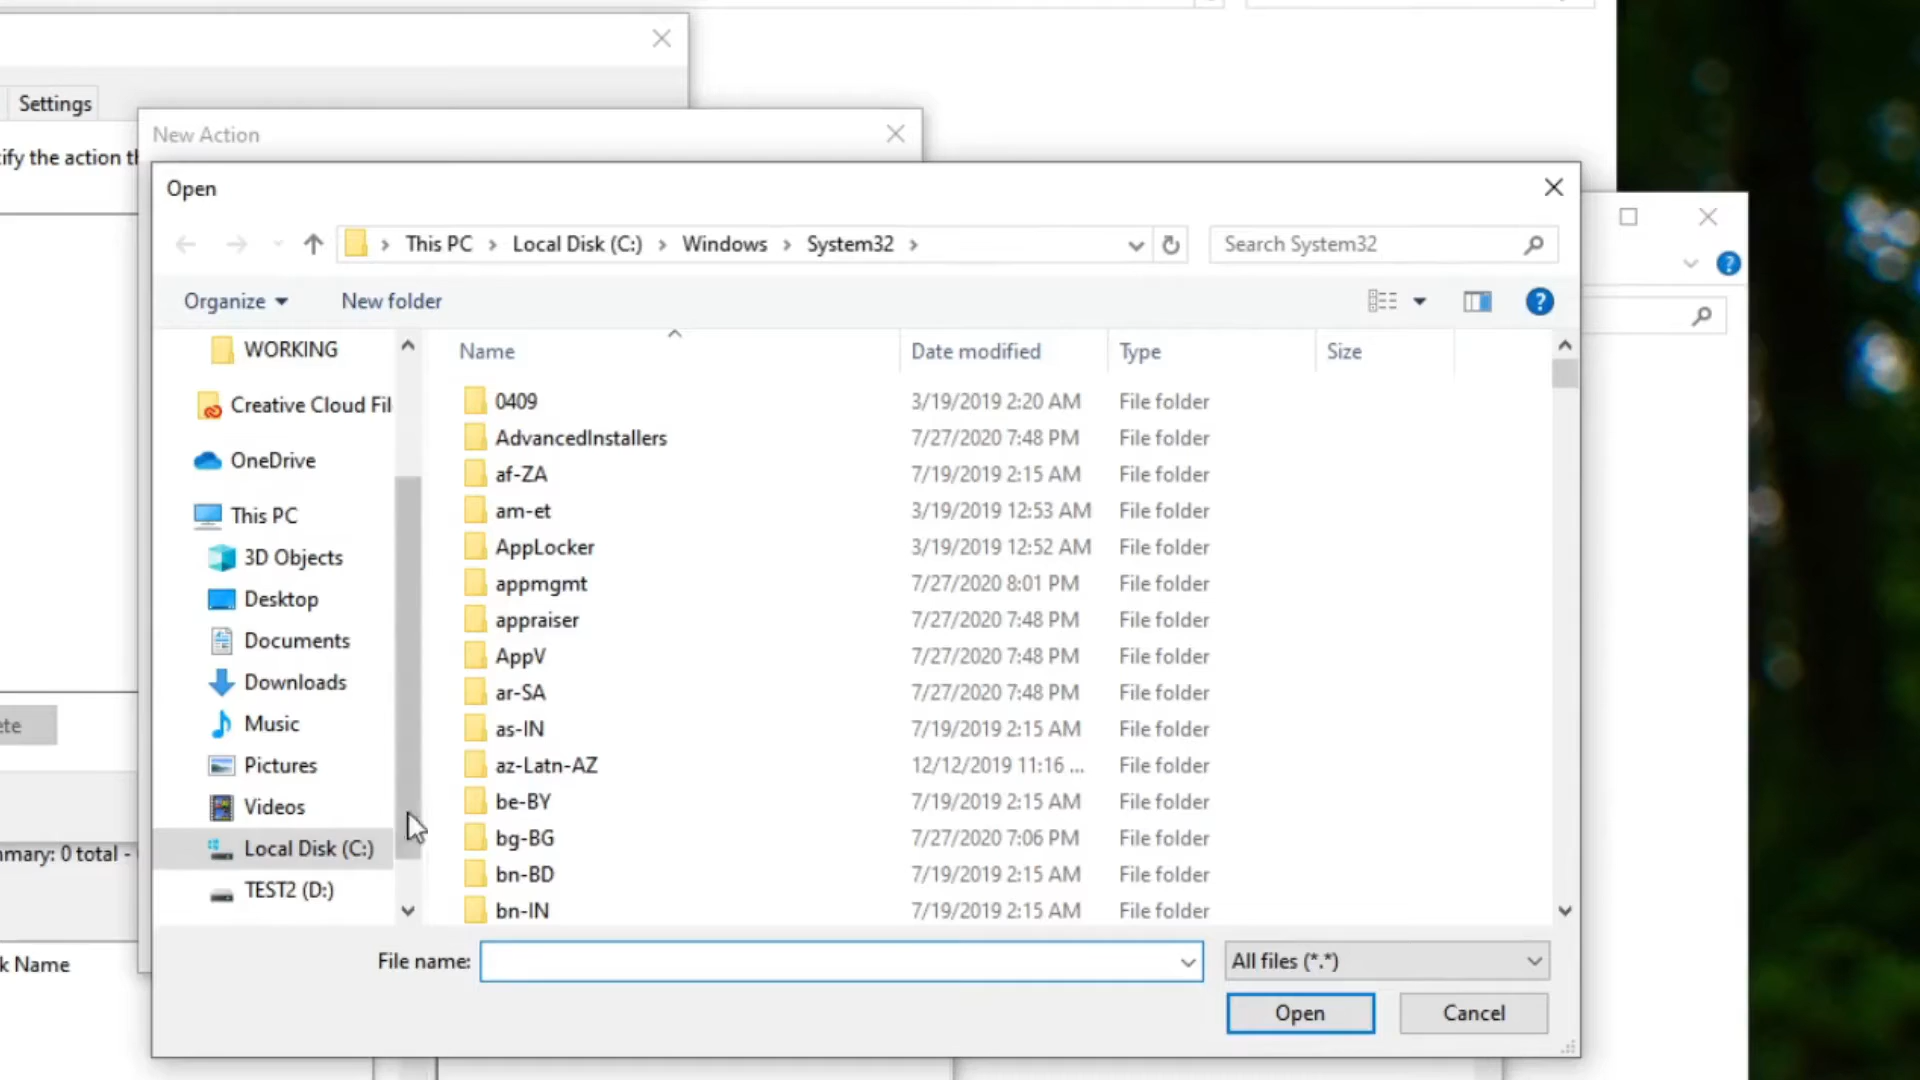 Settings
New Action
ify the action th
Open
This PC > Local Disk (C:) > Windows > System32 >
Search System32
Organize
New folder
Name
Date modified
Type
Size
WORKING
Creative Cloud Fil
OneDrive
This PC
3D Objects
Desktop
Documents
Downloads
Music
Pictures
Videos
Local Disk (C:)
TEST2 (D:)
0409 3/19/2019 2:20 AM File folder
AdvancedInstallers 7/27/2020 7:48 PM File folder
af-ZA 7/19/2019 2:15 AM File folder
am-et 3/19/2019 12:53 AM File folder
AppLocker 3/19/2019 12:52 AM File folder
appmgmt 7/27/2020 8:01 PM File folder
appraiser 7/27/2020 7:48 PM File folder
AppV 7/27/2020 7:48 PM File folder
ar-SA 7/27/2020 7:48 PM File folder
as-IN 7/19/2019 2:15 AM File folder
az-Latn-AZ 12/12/2019 11:16 ... File folder
be-BY 7/19/2019 2:15 AM File folder
bg-BG 7/27/2020 7:06 PM File folder
bn-BD 7/19/2019 2:15 AM File folder
bn-IN 7/19/2019 2:15 AM File folder
ete
mmary: 0 total -
k Name
File name:
All files (*.*)
Open
Cancel